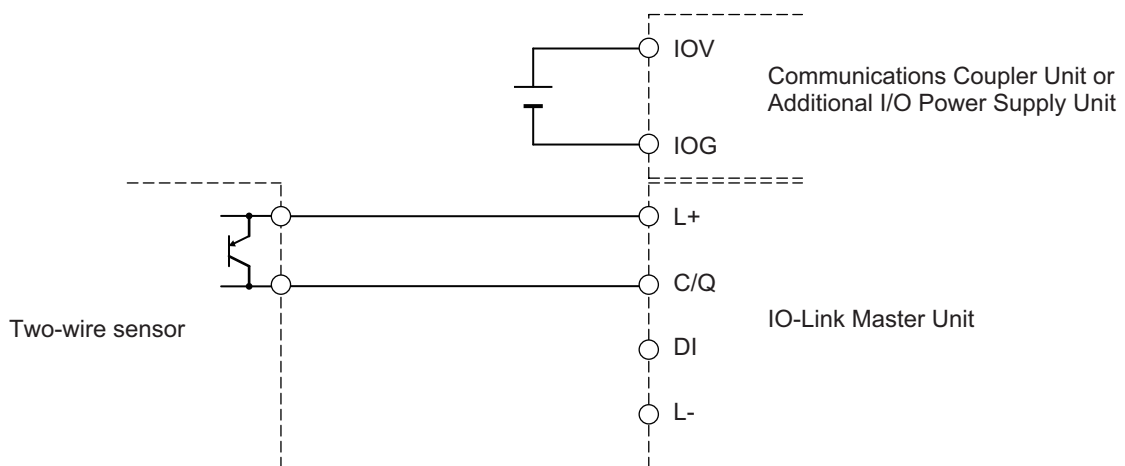 IOV
Communications Coupler Unit or
Additional I/O Power Supply Unit
IOG
L+
C/Q
Two-wire sensor
IO-Link Master Unit
DI
L-